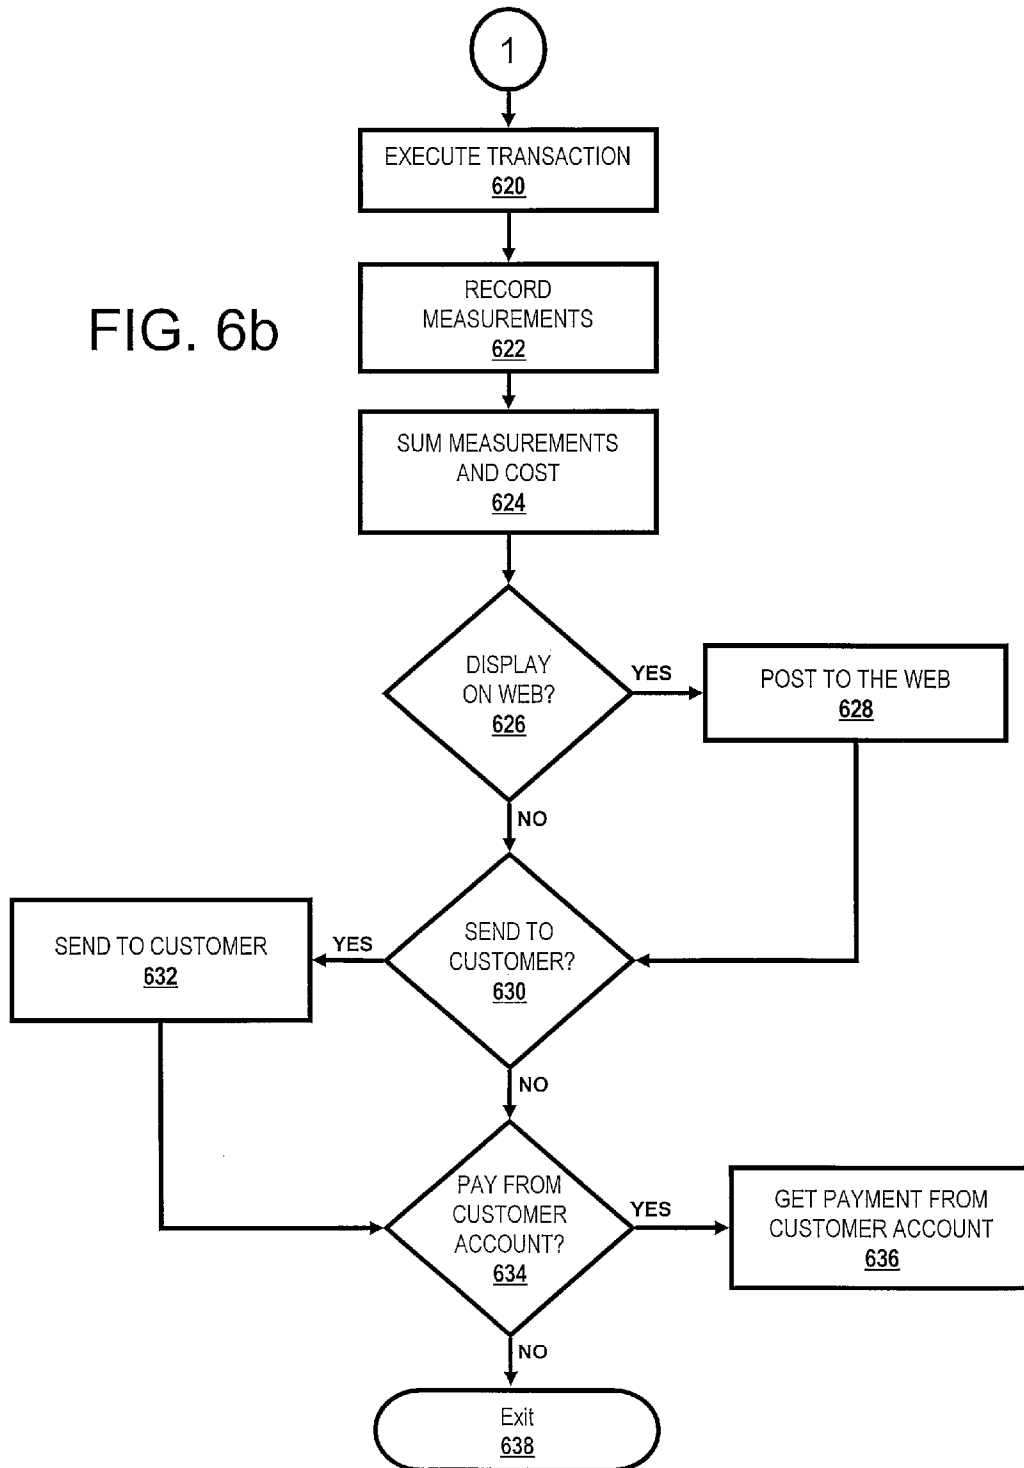 1
EXECUTE TRANSACTION
620
FIG. 6b
RECORD
MEASUREMENTS
622
SUM MEASUREMENTS
AND COST
624
DISPLAY
ON WEB?
626
YES
POST TO THE WEB
628
NO
SEND TO CUSTOMER
632
YES
SEND TO
CUSTOMER?
630
NO
PAY FROM
CUSTOMER
ACCOUNT?
634
YES
GET PAYMENT FROM
CUSTOMER ACCOUNT
636
NO
Exit
638